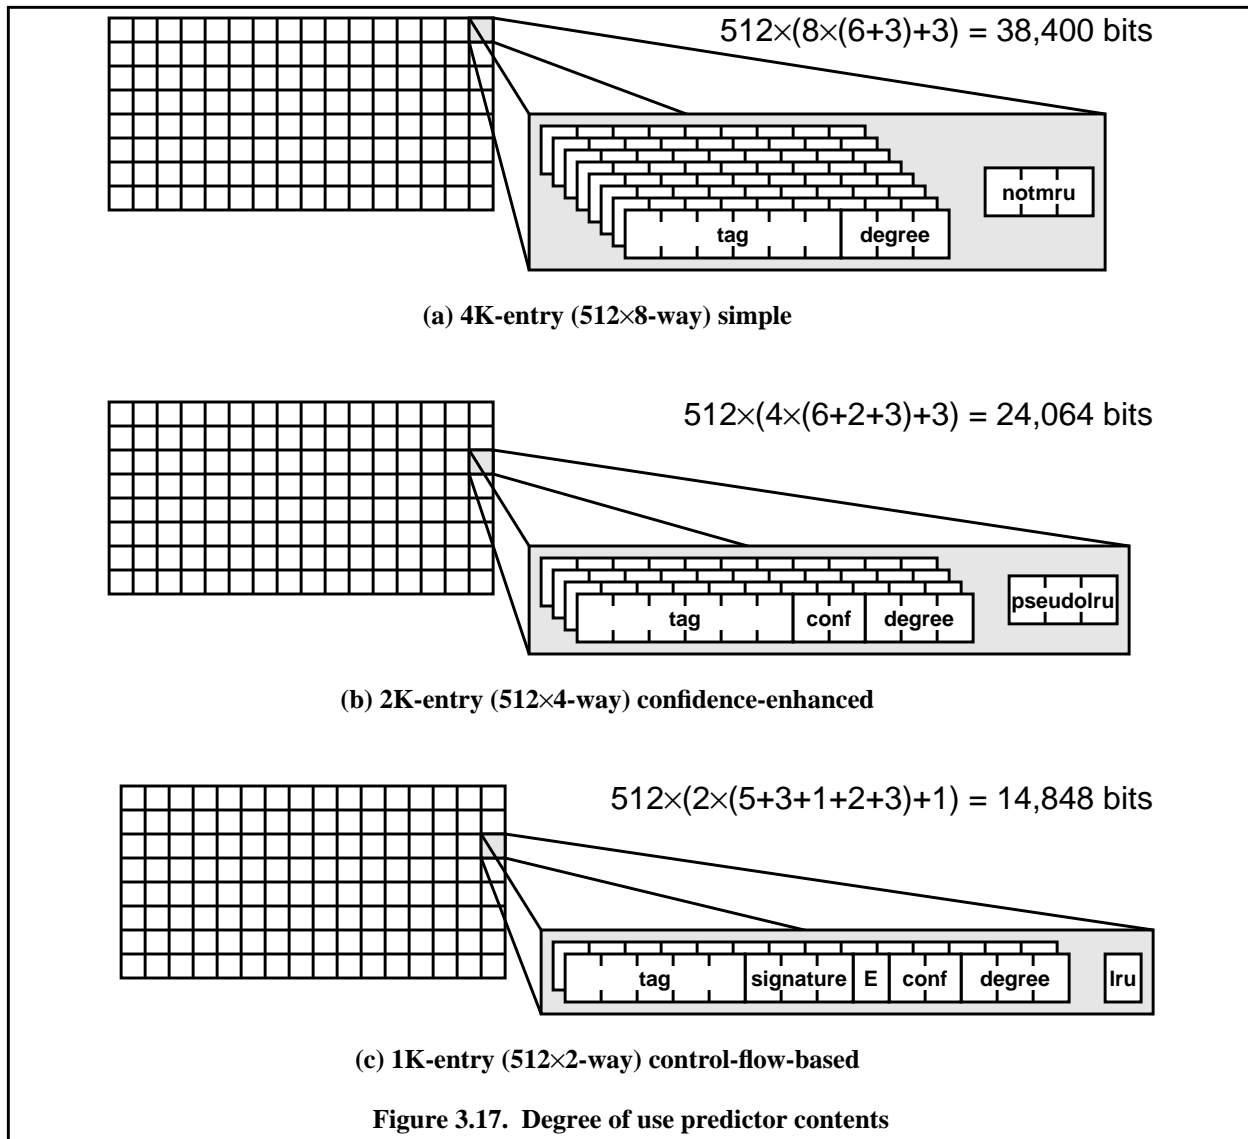 512×(8×(6+3)+3) = 38,400 bits
notmru
tag degree
(a) 4K-entry (512×8-way) simple
512×(4×(6+2+3)+3) = 24,064 bits
pseudolru
tag conf degree
(b) 2K-entry (512×4-way) confidence-enhanced
512×(2×(5+3+1+2+3)+1) = 14,848 bits
tag signature E conf degree lru
(c) 1K-entry (512×2-way) control-flow-based
Figure 3.17. Degree of use predictor contents